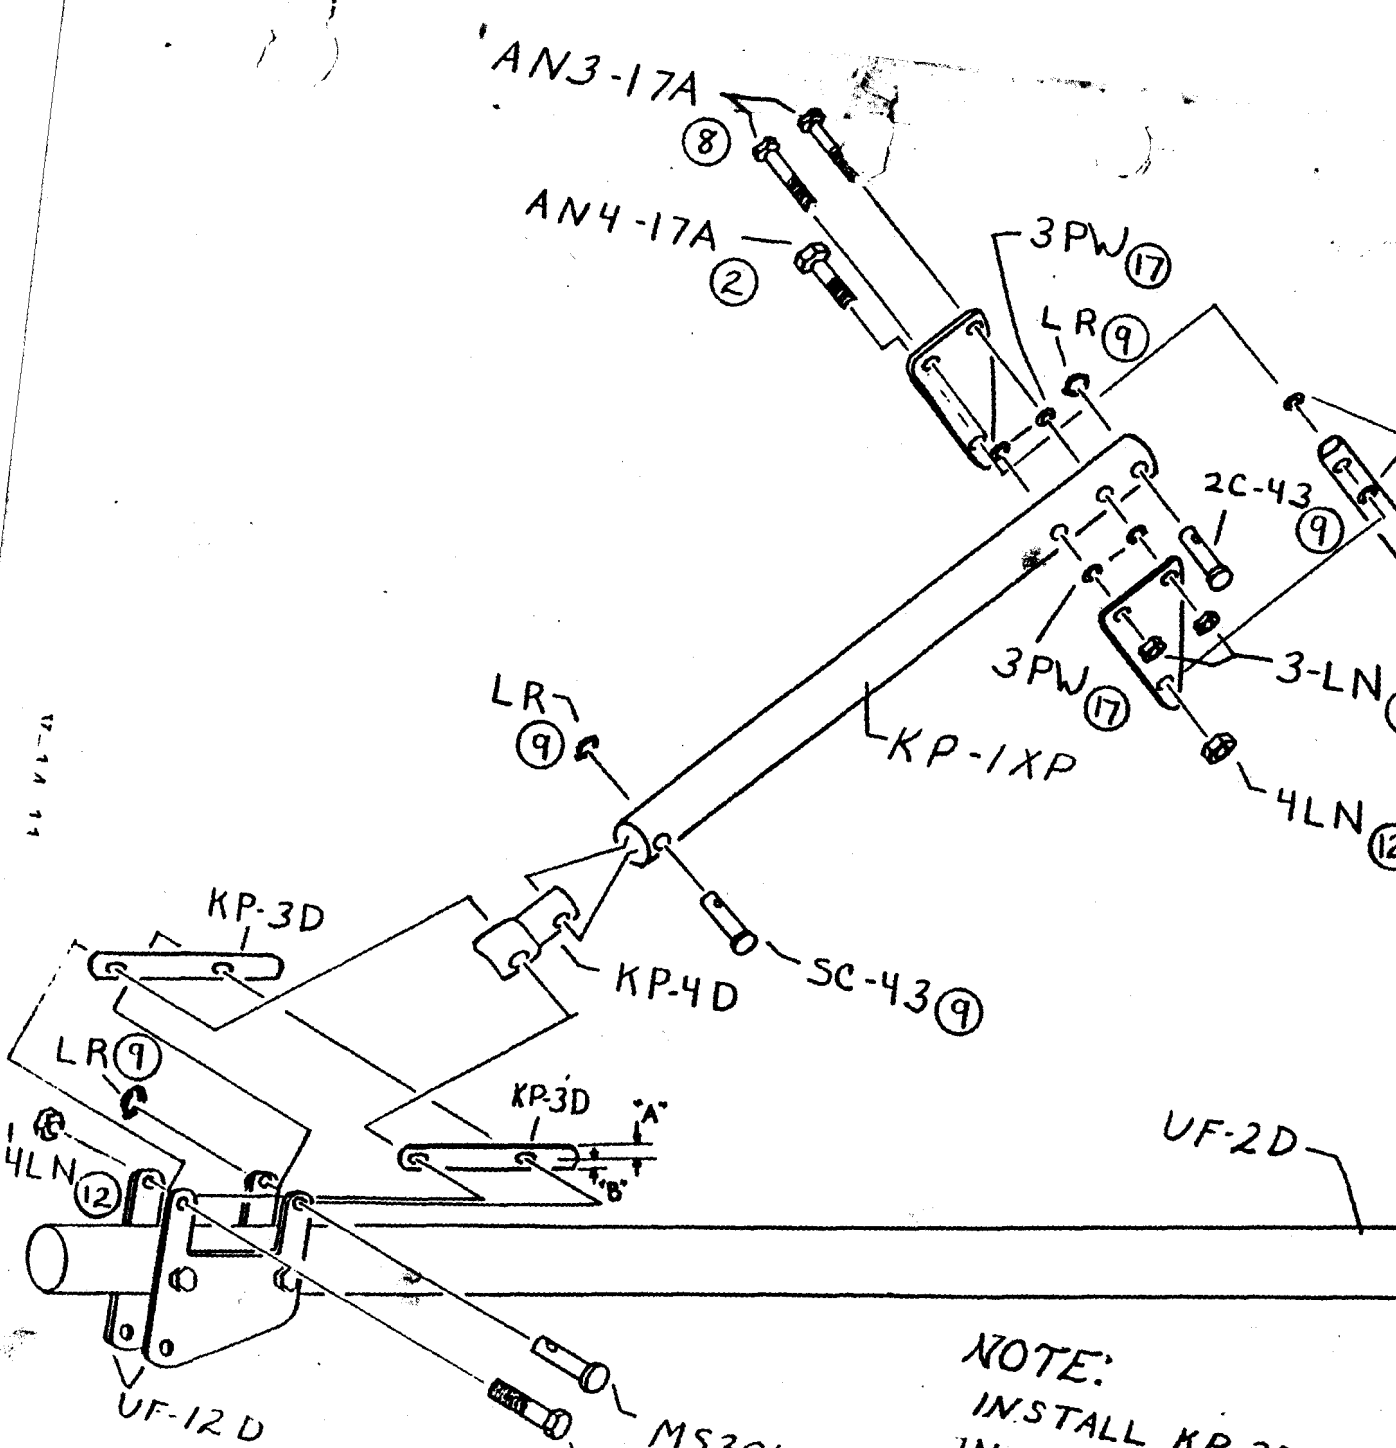 AN3-17A
8
AN4-17A
2
3PW 17
LR 9
2C-43
9
3PW 17
3-LN
LR
9
KP-1XP
4LN
12
KP-3D
KP-4D
SC-43 9
LR 9
KP-3D
"A"
"B"
4LN
12
UF-2D
UF-12D
NOTE:
INSTALL KP